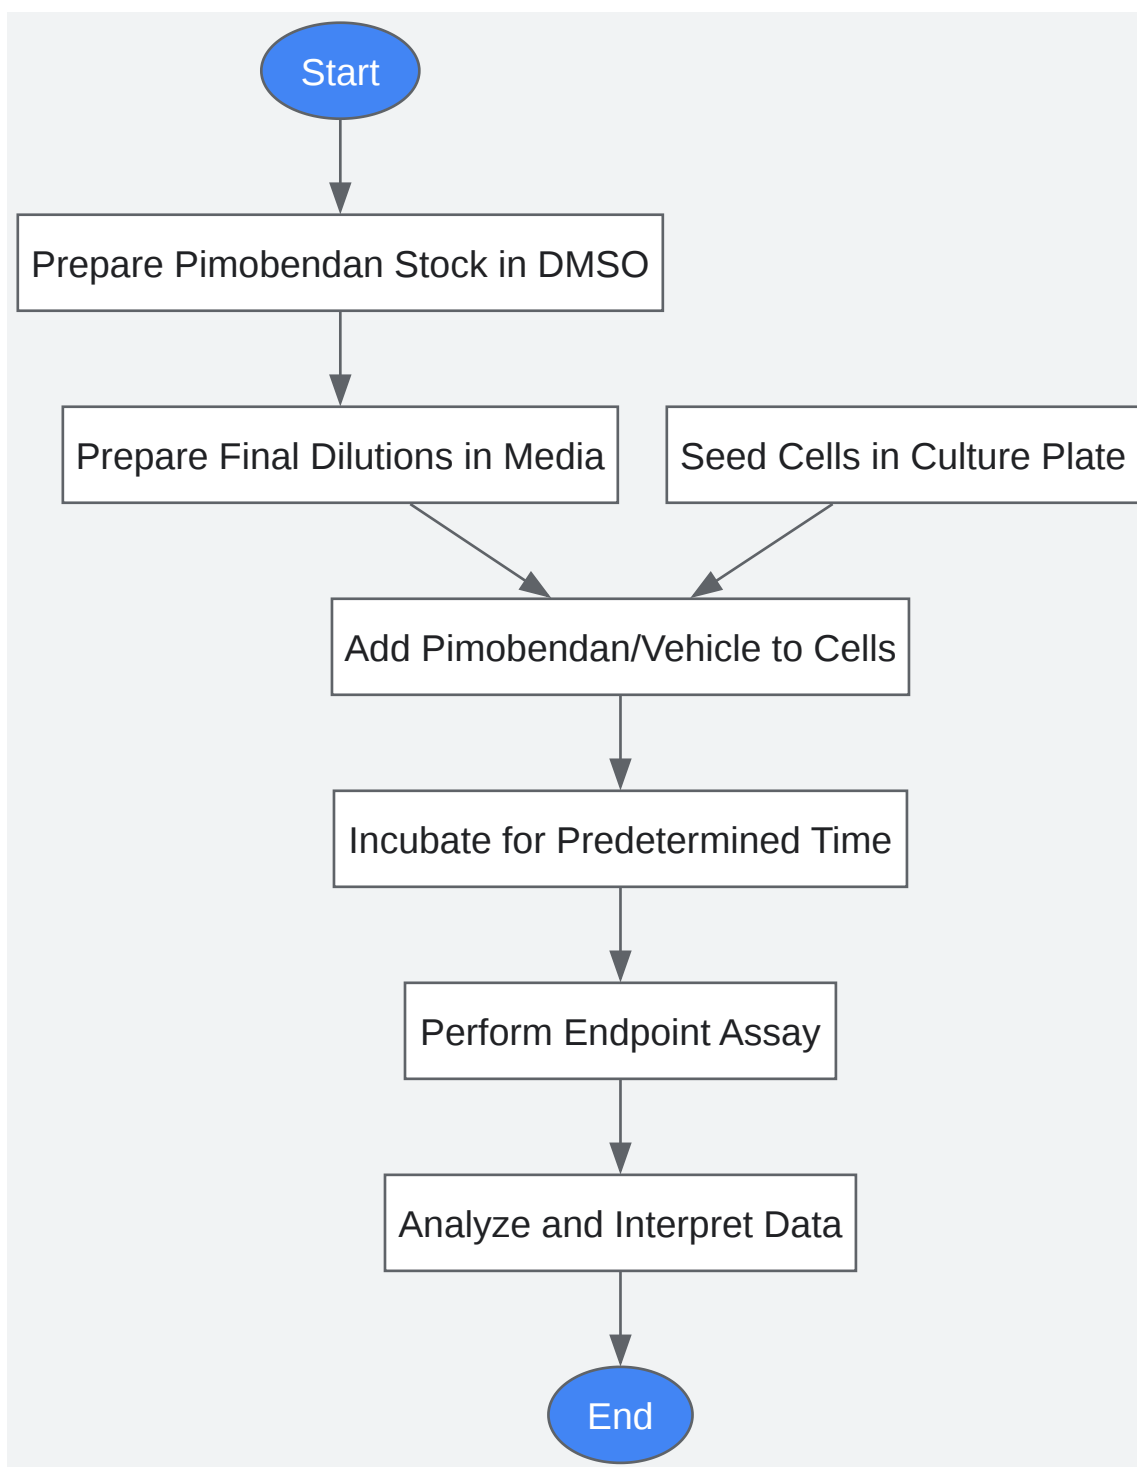 Start
Prepare Pimobendan Stock in DMSO
Prepare Final Dilutions in Media
Seed Cells in Culture Plate
Add Pimobendan/Vehicle to Cells
Incubate for Predetermined Time
Perform Endpoint Assay
Analyze and Interpret Data
End